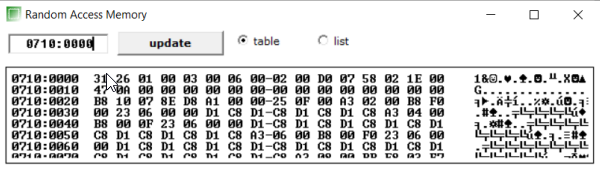 Random Access Memory
0710:0000 update table list
0710:0000 31 26 01 00 03 00 06 00-02 00 D0 07 58 02 1E 00 1&☺.♥.♠.☻.╨•X☻▲
0710:0010 47 0A 00 00 00 00 00 00-00 00 00 00 00 00 00 00 G...............
0710:0020 B8 10 07 8E D8 A1 00 00-25 0F 00 A3 02 00 B8 F0
0710:0030 00 23 06 00 00 D1 C8 D1-C8 D1 C8 D1 C8 A3 04 00
0710:0040 B8 00 0F 23 06 00 00 D1-C8 D1 C8 D1 C8 D1 C8 D1
0710:0050 C8 D1 C8 D1 C8 D1 C8 A3-06 00 B8 00 F0 23 06 00
0710:0060 00 D1 C8 D1 C8 D1 C8 D1-C8 D1 C8 D1 C8 D1 C8 D1